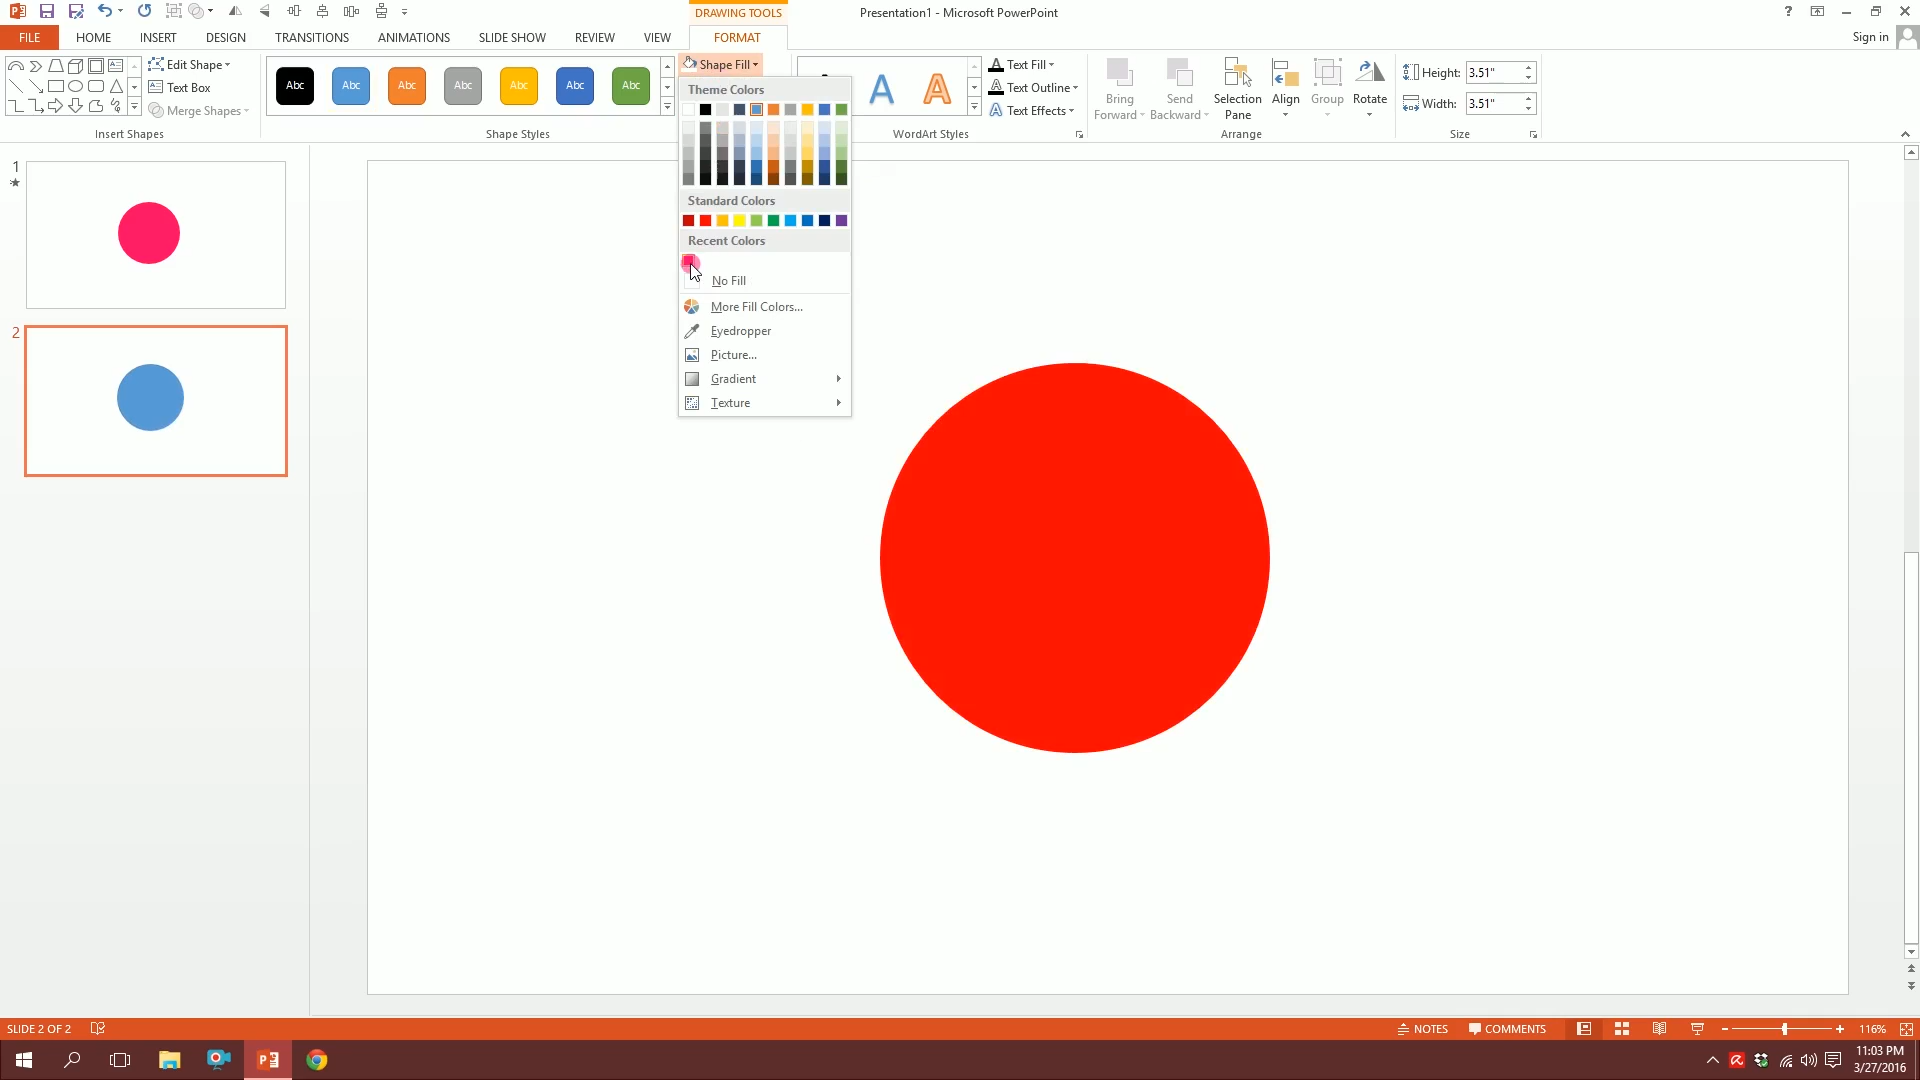 DRAWING TOOLS
Presentation1 - Microsoft PowerPoint
FILE HOME INSERT DESIGN TRANSITIONS ANIMATIONS SLIDE SHOW REVIEW VIEW FORMAT
Sign in
Edit Shape
Text Box
Merge Shapes
Insert Shapes
Abc Abc Abc Abc Abc Abc Abc
Shape Styles
Shape Fill
Theme Colors
Standard Colors
Recent Colors
No Fill
More Fill Colors...
Eyedropper
Picture...
Gradient
Texture
A A
WordArt Styles
Text Fill
Text Outline
Text Effects
Bring
Forward
Send
Backward
Selection
Pane
Align
Group
Rotate
Arrange
Height: 3.51"
Width: 3.51"
Size
1
2
SLIDE 2 OF 2
NOTES COMMENTS 116%
11:03 PM
3/27/2016